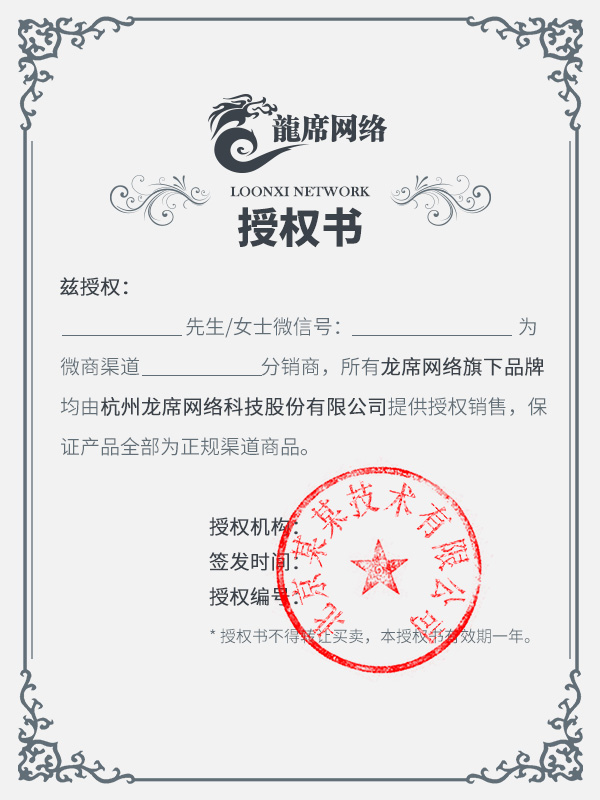 龍席网络
LOONXI NETWORK
授权书
兹授权：
____________先生/女士微信号：________________为
微商渠道____________分销商，所有龙席网络旗下品牌
均由杭州龙席网络科技股份有限公司提供授权销售，保
证产品全部为正规渠道商品。
授权机构：
签发时间：
授权编号：
* 授权书不得转让买卖，本授权书有效期一年。
北京某某技术有限公司